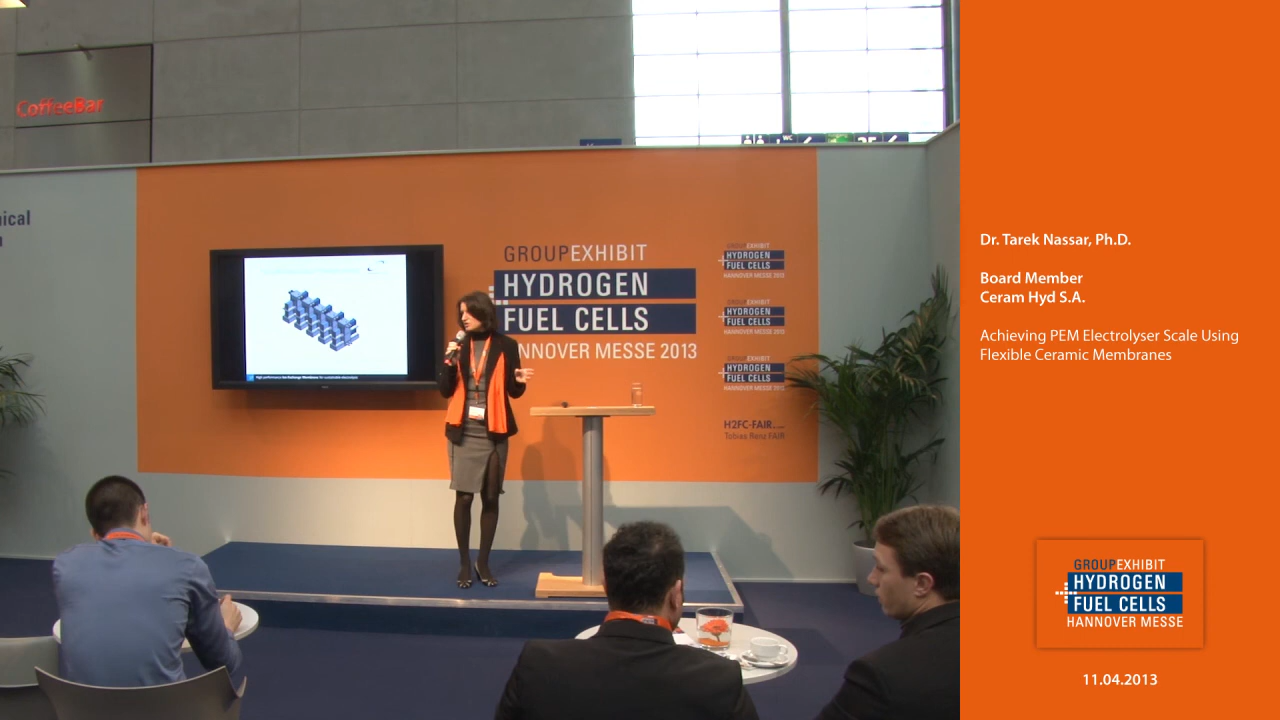 CoffeeBar
WC
GROUPEXHIBIT
HYDROGEN
FUEL CELLS
NNOVER MESSE 2013
GROUPEXHIBIT
HYDROGEN
FUEL CELLS
HANNOVER MESSE 2013
GROUPEXHIBIT
HYDROGEN
FUEL CELLS
HANNOVER MESSE 2013
GROUPEXHIBIT
HYDROGEN
FUEL CELLS
HANNOVER MESSE 2013
H2FC-FAIR
Tobias Renz FAIR
ical
Dr. Tarek Nassar, Ph.D.
Board Member
Ceram Hyd S.A.
Achieving PEM Electrolyser Scale Using
Flexible Ceramic Membranes
GROUPEXHIBIT
HYDROGEN
FUEL CELLS
HANNOVER MESSE
11.04.2013